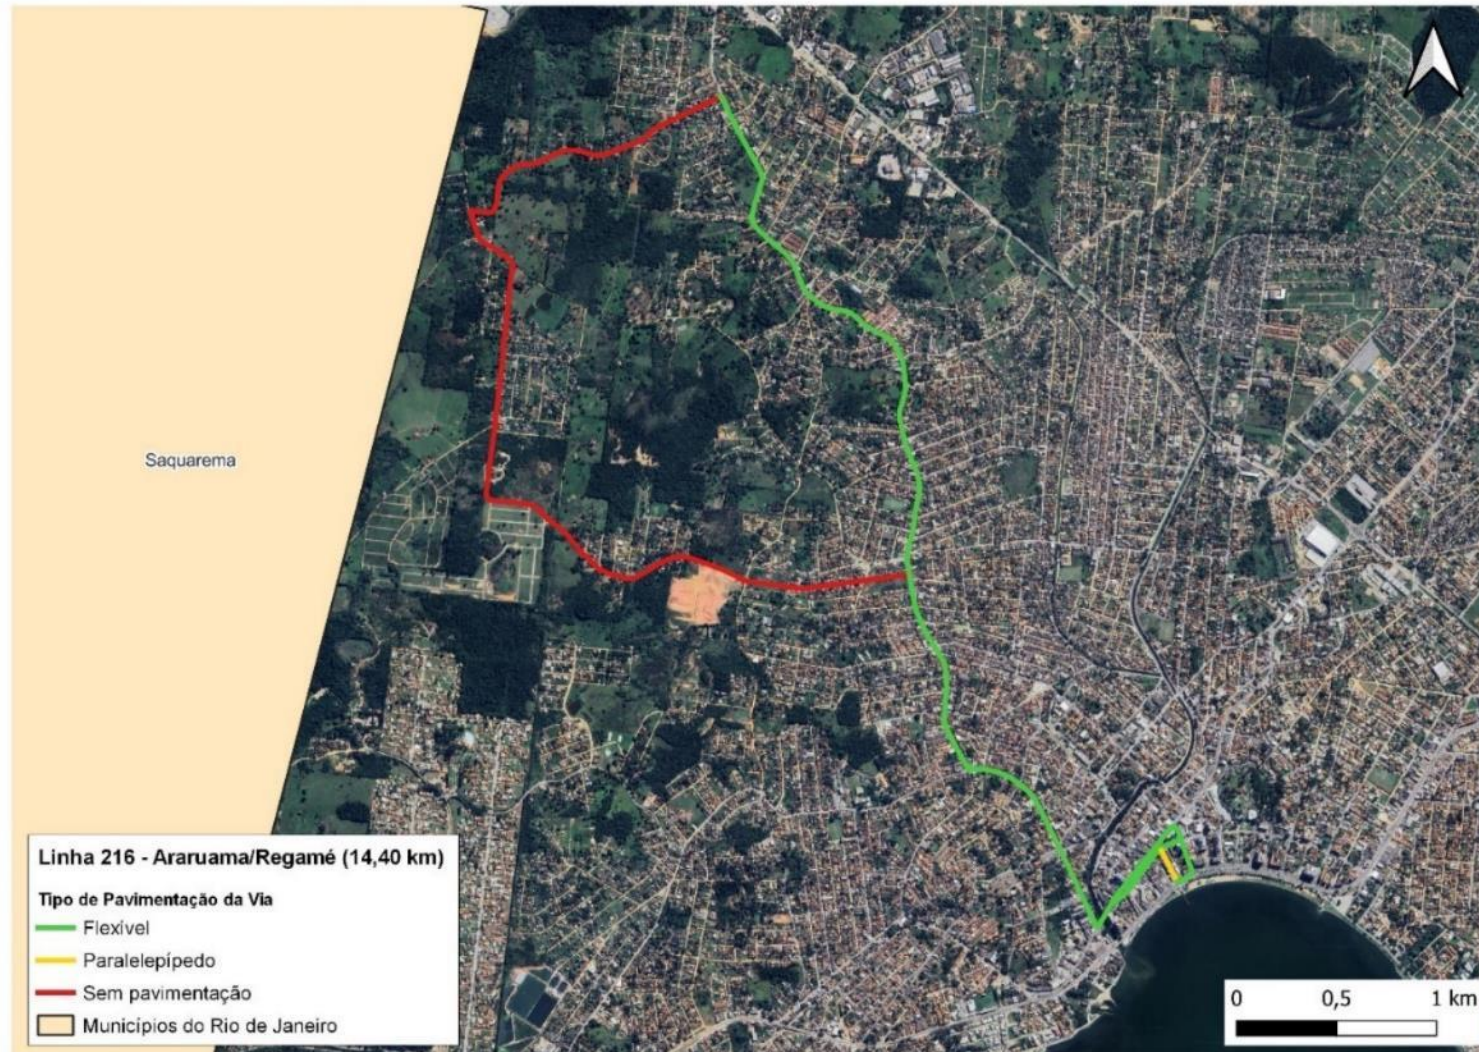 Saquarema
Linha 216 - Araruama/Regamé (14,40 km)
Tipo de Pavimentação da Via
Flexível
Paralelepípedo
Sem pavimentação
Municípios do Rio de Janeiro
0 0,5 1 km